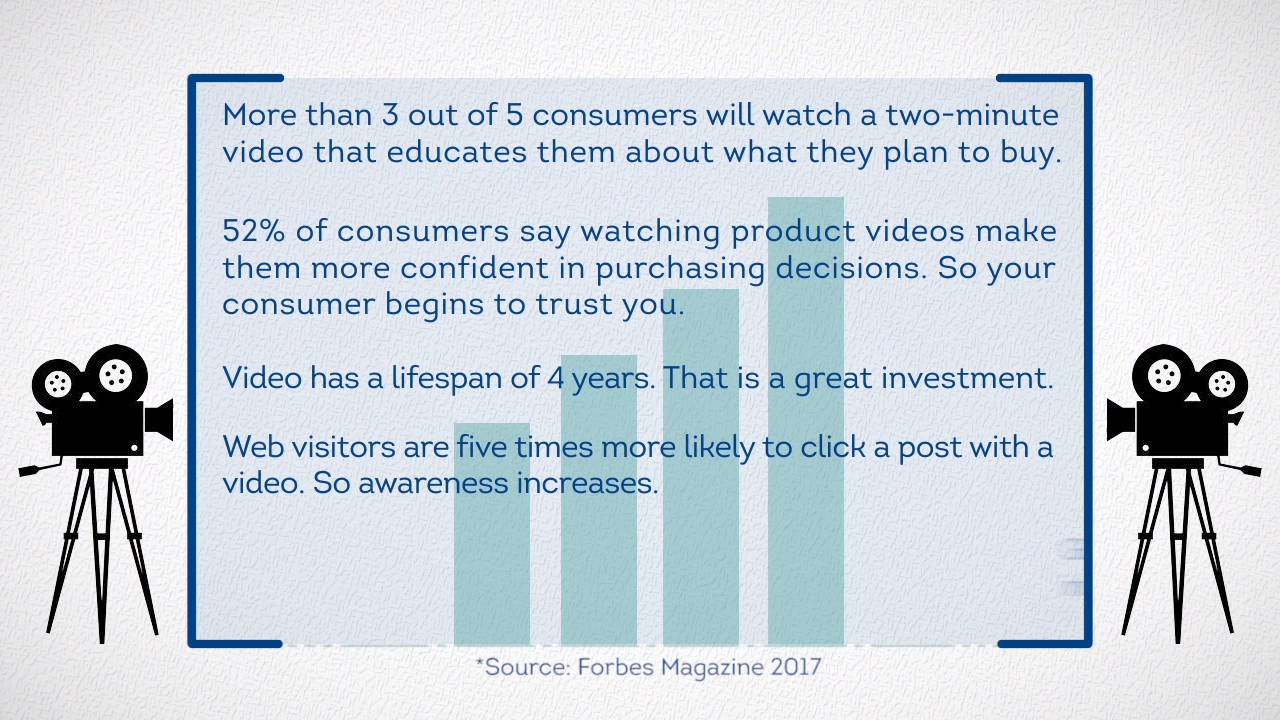 More than 3 out of 5 consumers will watch a two-minute
video that educates them about what they plan to buy.
52% of consumers say watching product videos make
them more confident in purchasing decisions. So your
consumer begins to trust you.
Video has a lifespan of 4 years. That is a great investment.
Web visitors are five times more likely to click a post with a
video. So awareness increases.
*Source: Forbes Magazine 2017